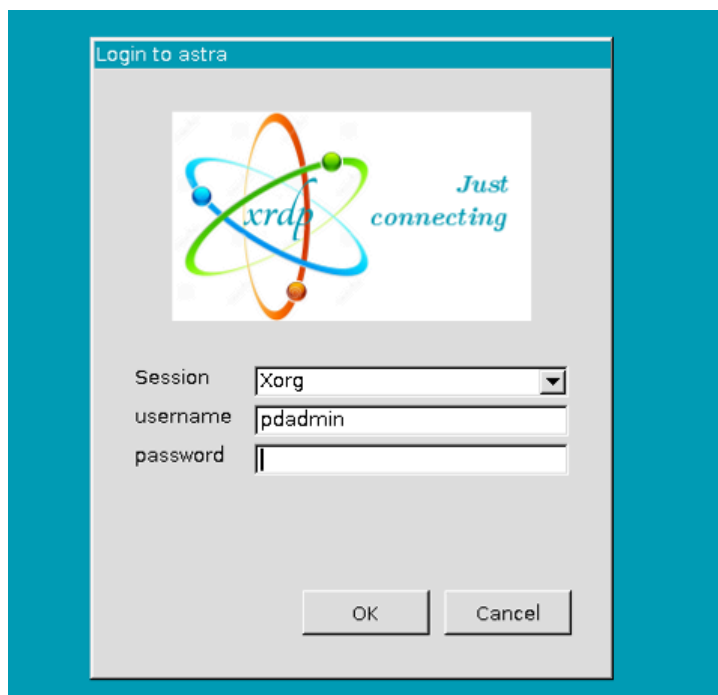 Login to astra
xrdp
Just
connecting
Session
Xorg
username
pdadmin
password
OK
Cancel